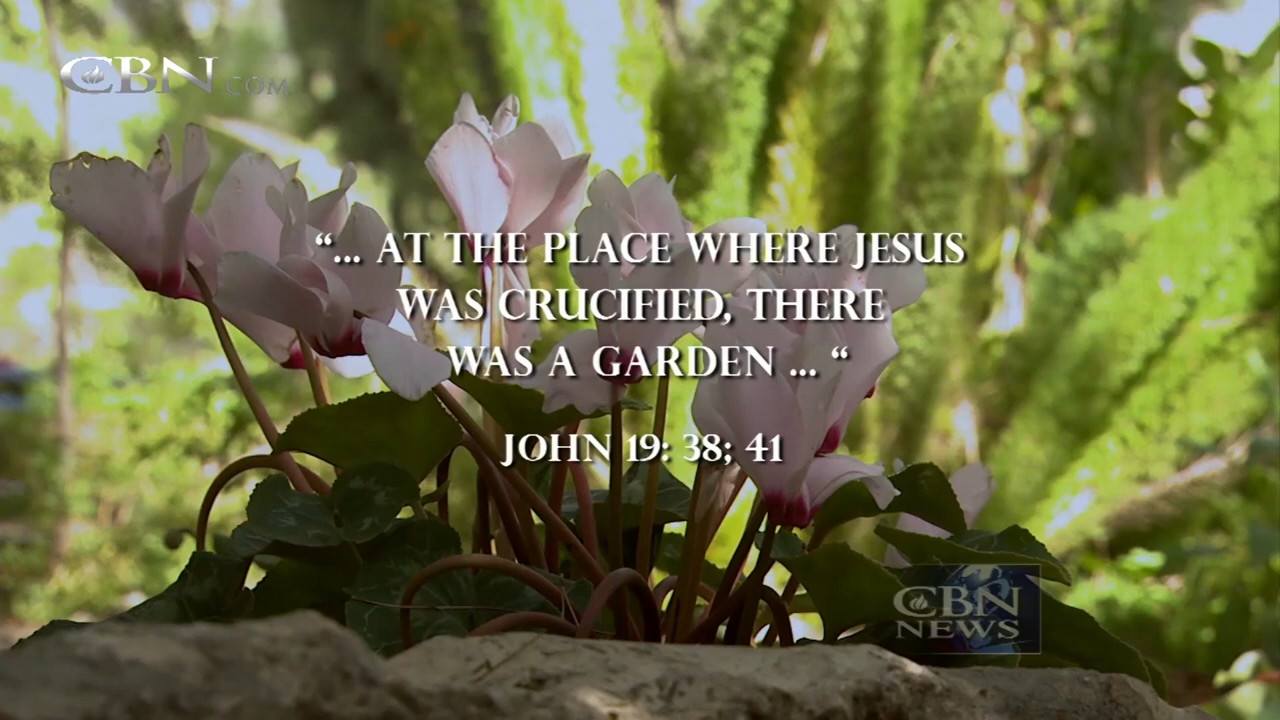 CBN.COM
“... AT THE PLACE WHERE JESUS
WAS CRUCIFIED, THERE
WAS A GARDEN ...“
JOHN 19: 38; 41
CBN
NEWS